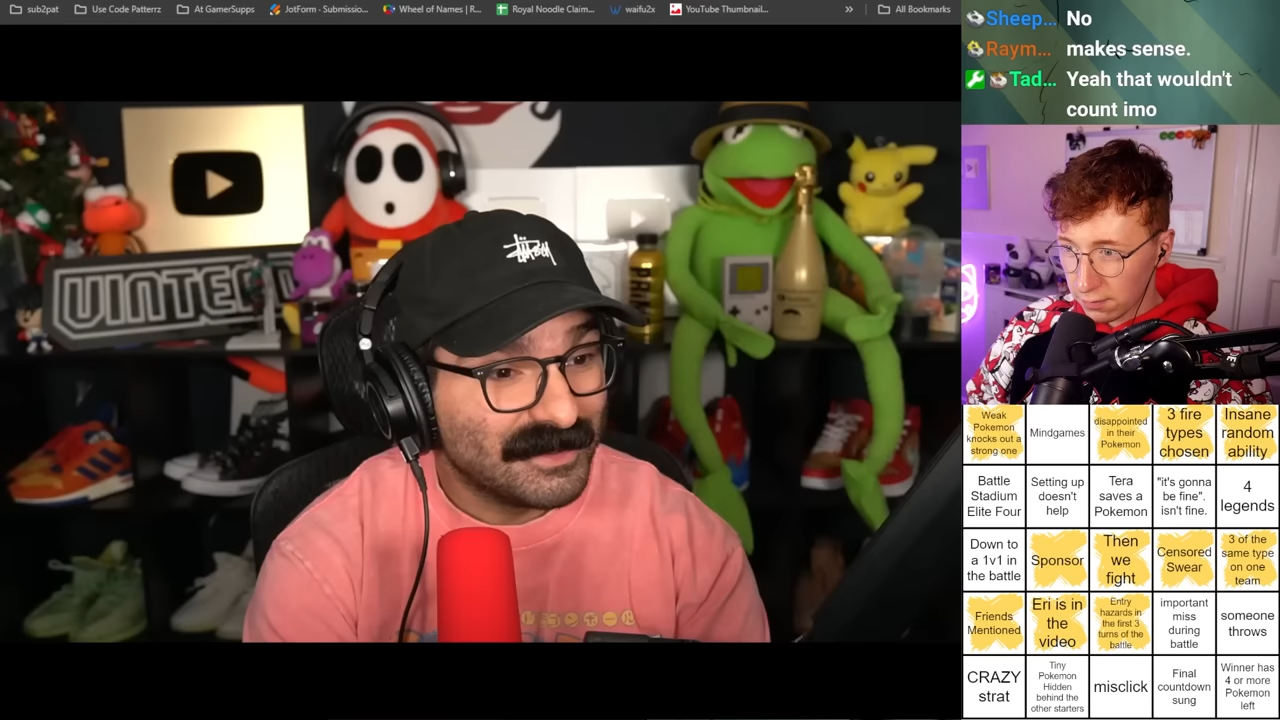 sub2pat
Use Code Patterrz
At GamerSupps
JotForm - Submissio...
Wheel of Names | R...
Royal Noodle Claim...
waifu2x
YouTube Thumbnail...
»
All Bookmarks
Sheep... No
Raym... makes sense.
Tad... Yeah that wouldn't
count imo
Stüssy
Weak
Pokemon
knocks out a
strong one
Mindgames
disappointed
in their
Pokemon
3 fire
types
chosen
Insane
random
ability
Battle
Stadium
Elite Four
Setting up
doesn't
help
Tera
saves a
Pokemon
"it's gonna
be fine".
isn't fine.
4
legends
Down to
a 1v1 in
the battle
Sponsor
Then
we
fight
Censored
Swear
3 of the
same type
on one
team
Friends
Mentioned
Eri is in
the
video
Entry
hazards in
the first 3
turns of the
battle
important
miss
during
battle
someone
throws
CRAZY
strat
Tiny
Pokemon
Hidden
behind the
other starters
misclick
Final
countdown
sung
Winner has
4 or more
Pokemon
left